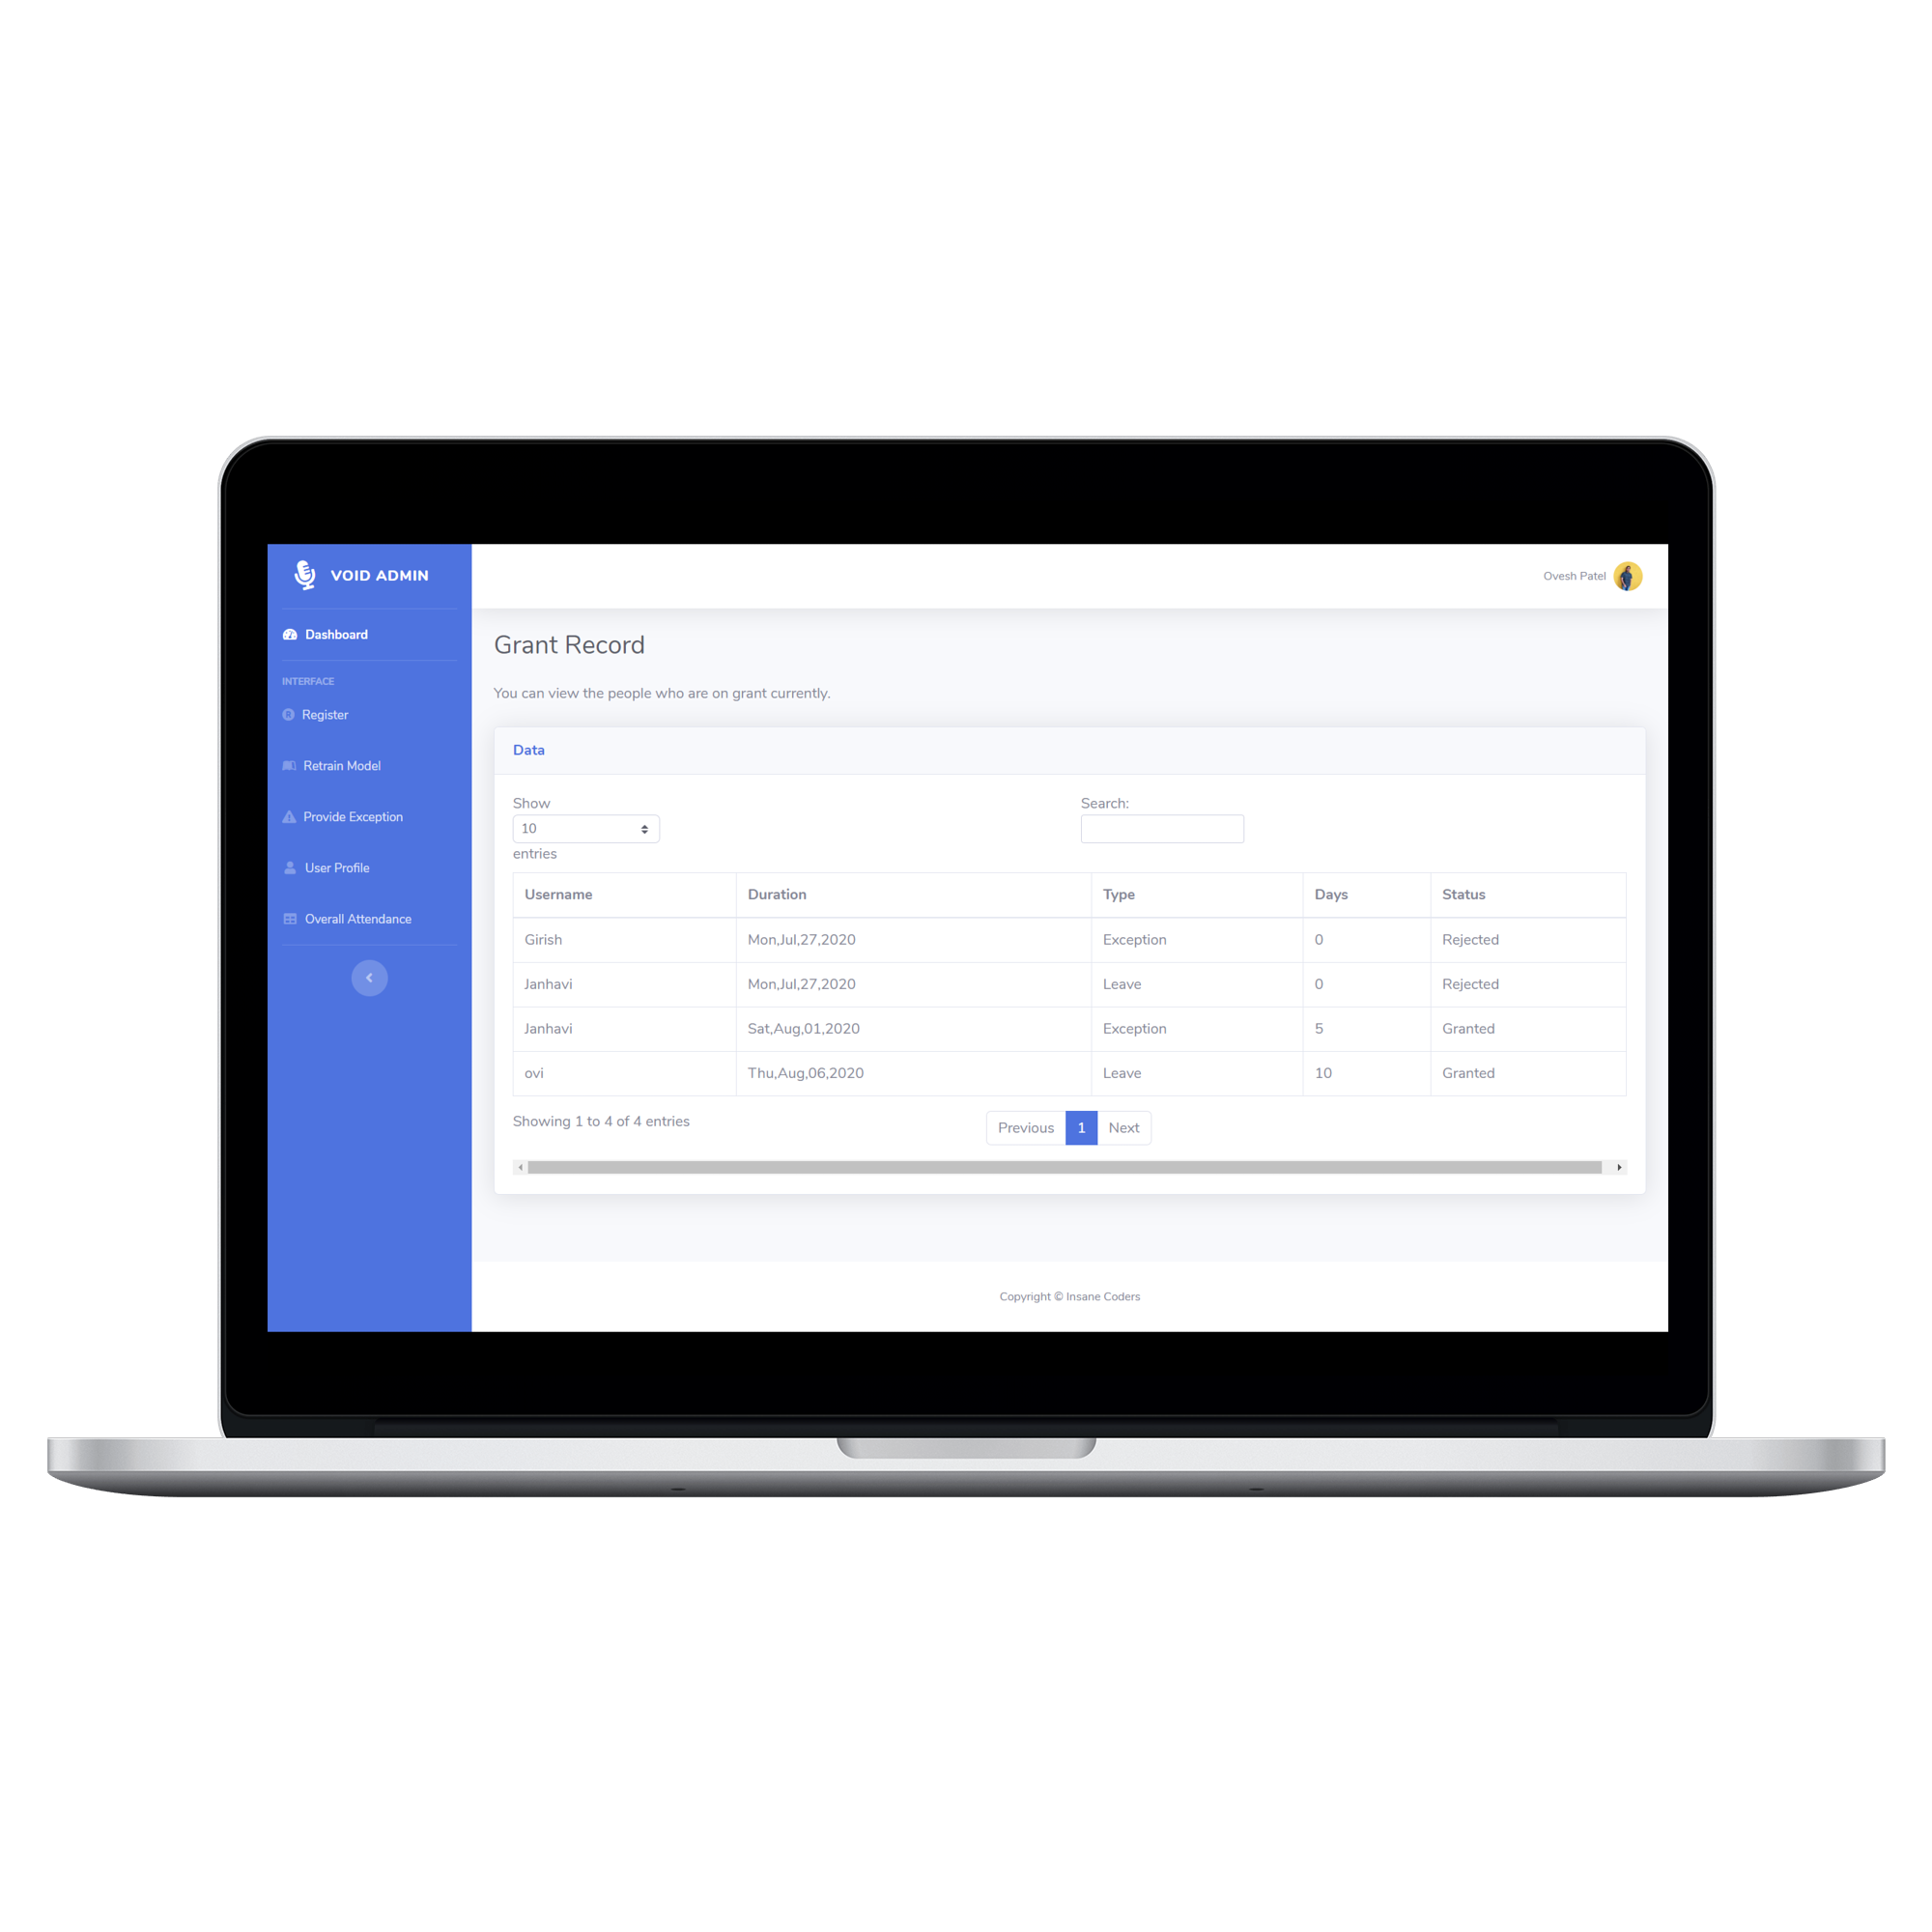 VOID ADMIN
Ovesh Patel
Dashboard
INTERFACE
Register
Retrain Model
Provide Exception
User Profile
Overall Attendance
Grant Record
You can view the people who are on grant currently.
Data
Show
10
entries
Search:
Username Duration Type Days Status
Girish Mon,Jul,27,2020 Exception 0 Rejected
Janhavi Mon,Jul,27,2020 Leave 0 Rejected
Janhavi Sat,Aug,01,2020 Exception 5 Granted
ovi Thu,Aug,06,2020 Leave 10 Granted
Showing 1 to 4 of 4 entries
Previous 1 Next
Copyright © Insane Coders